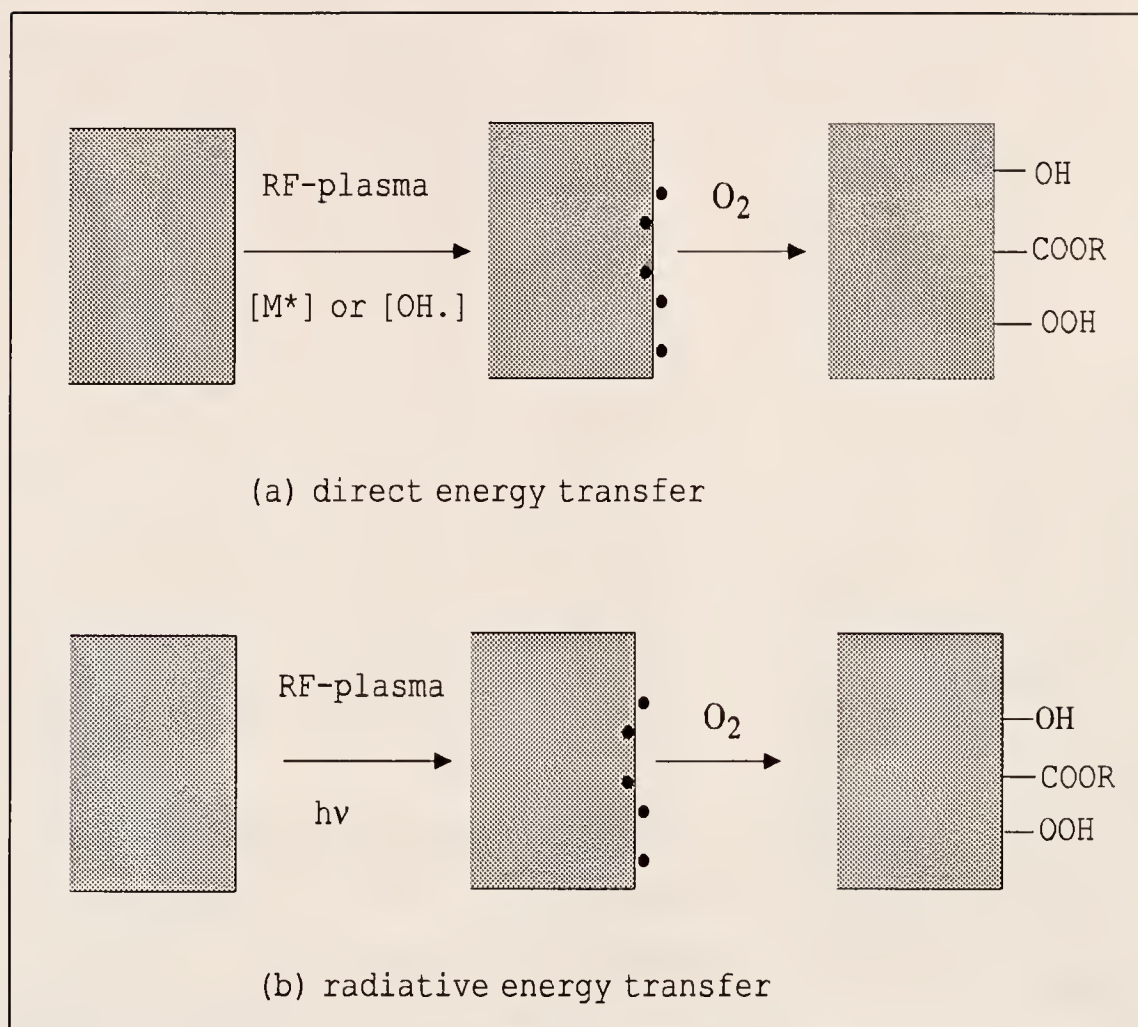 RF-plasma
[M*] or [OH.]
O₂
OH
COOR
OOH
(a) direct energy transfer
RF-plasma
hν
O₂
OH
COOR
OOH
(b) radiative energy transfer